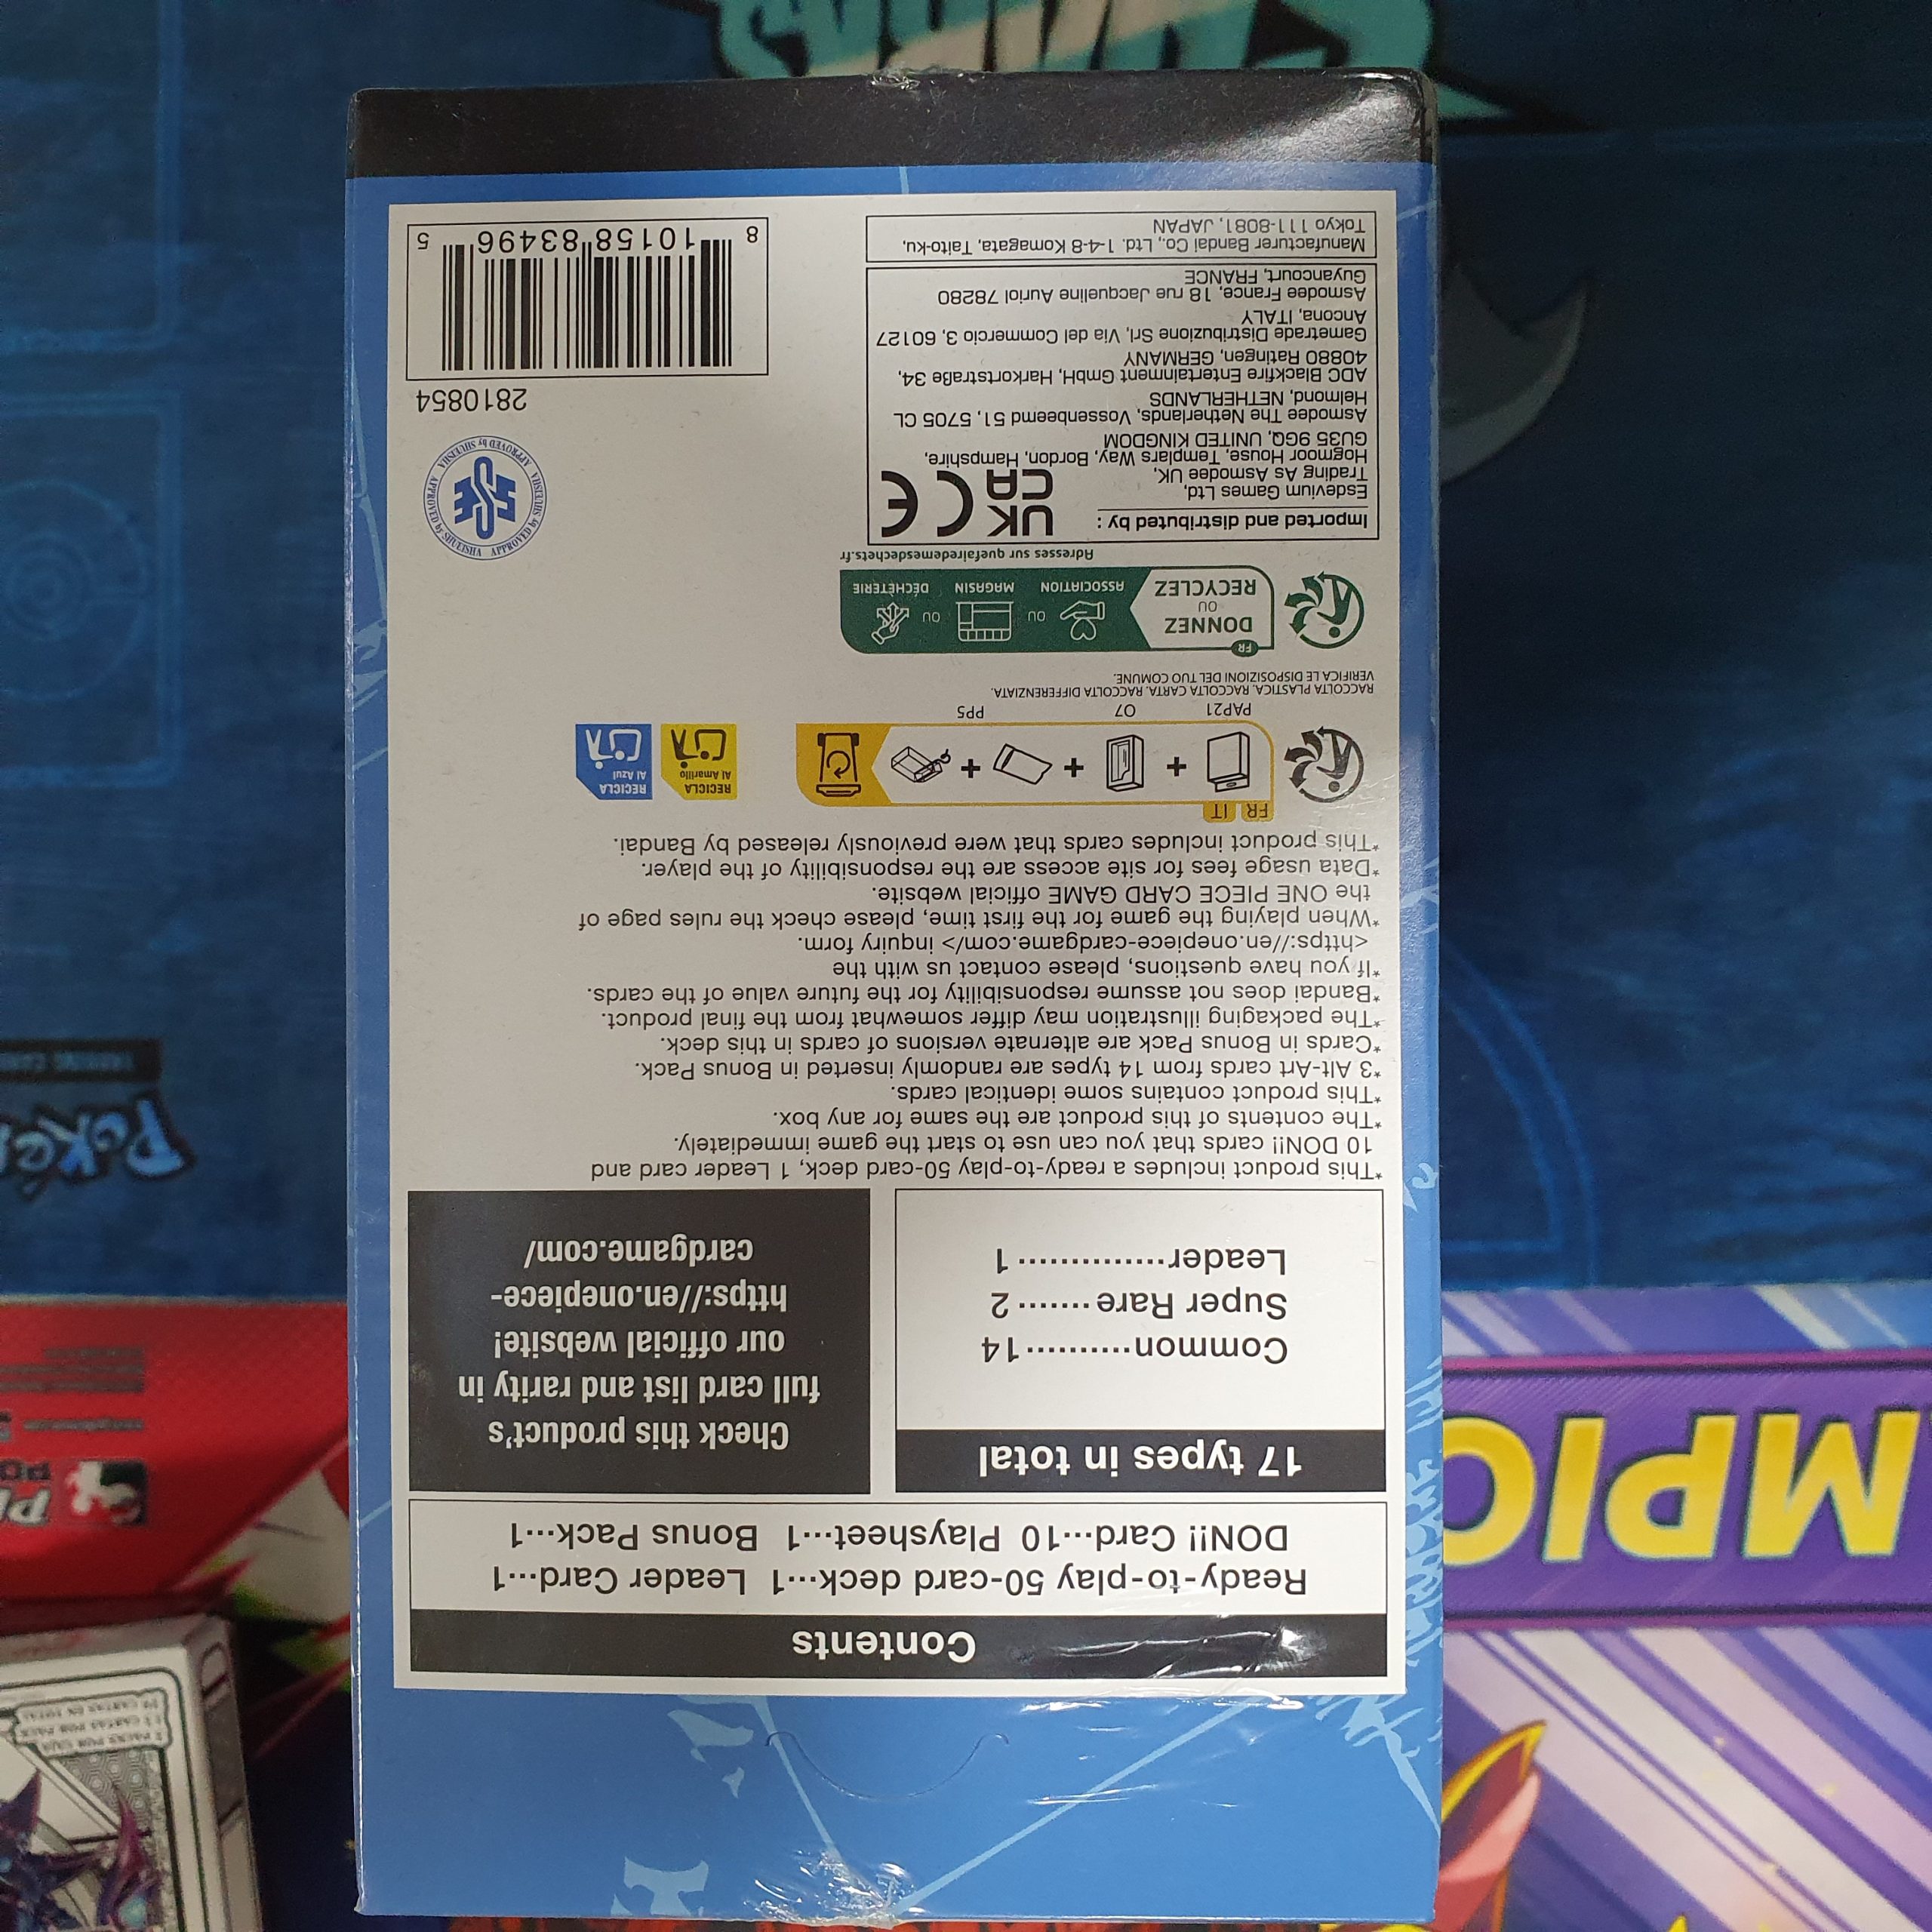 Contents
Ready-to-play 50-card deck...1 Leader Card...1
DON!! Card...10 Playsheet...1 Bonus Pack...1
17 types in total
Common...........14
Super Rare.......2
Leader..............1
Check this product's
full card list and rarity in
our official website!
https://en.onepiece-
cardgame.com/
*This product includes a ready-to-play 50-card deck, 1 Leader card and
10 DON!! cards that you can use to start the game immediately.
*The contents of this product are the same for any box.
*This product contains some identical cards.
*3 Alt-Art cards from 14 types are randomly inserted in Bonus Pack.
*Cards in Bonus Pack are alternate versions of cards in this deck.
*The packaging illustration may differ somewhat from the final product.
*Bandai does not assume responsibility for the future value of the cards.
*If you have questions, please contact us with the
<https://en.onepiece-cardgame.com/> inquiry form.
*When playing the game for the first time, please check the rules page of
the ONE PIECE CARD GAME official website.
*Data usage fees for site access are the responsibility of the player.
*This product includes cards that were previously released by Bandai.
FR IT
+ + +
PAP21 07 PP5
RECICLA
Al Amarillo
RECICLA
Al Azul
RACCOLTA PLASTICA. RACCOLTA CARTA. RACCOLTA DIFFERENZIATA.
VERIFICA LE DISPOSIZIONI DEL TUO COMUNE.
FR
DONNEZ
OU
RECYCLEZ
ASSOCIATION OU MAGASIN OU DÉCHÈTERIE
Adresses sur quefairedemesdechets.fr
Imported and distributed by :
Esdevium Games Ltd,
Trading As Asmodee UK,
Hogmoor House, Templars Way, Bordon, Hampshire,
GU35 9GQ, UNITED KINGDOM
Asmodee The Netherlands, Vossenbeemd 51, 5705 CL
Helmond, NETHERLANDS
ADC Blackfire Entertainment GmbH, Harkortstraße 34,
40880 Ratingen, GERMANY
Gametrade Distribuzione Srl, Via del Commercio 3, 60127
Ancona, ITALY
Asmodee France, 18 rue Jacqueline Auriol 78280
Guyancourt, FRANCE
UK
CA
CE
Manufacturer Bandai Co., Ltd. 1-4-8 Komagata, Taito-ku,
Tokyo 111-8081, JAPAN
APPROVED by SHUEISHA APPROVED by SHUEISHA APPROVED by SHUEISHA
2810854
8 10158 83496 5
MPIO